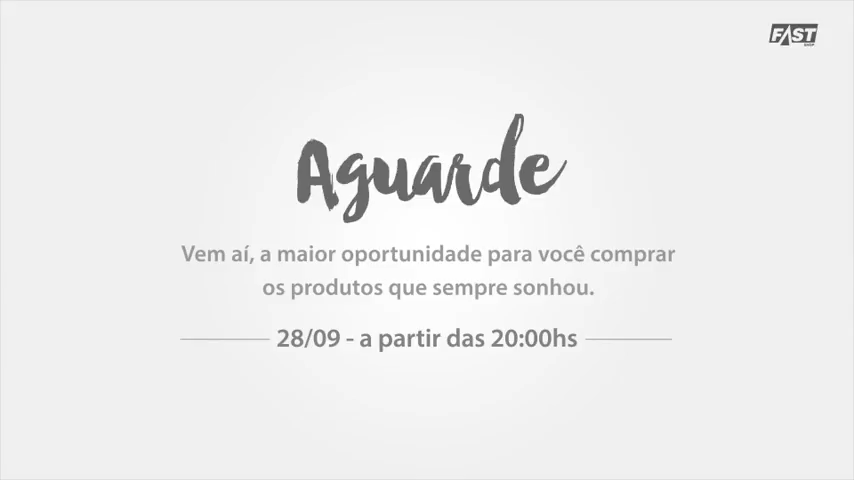 FAST
SHOP
Aguarde
Vem aí, a maior oportunidade para você comprar
os produtos que sempre sonhou.
28/09 - a partir das 20:00hs